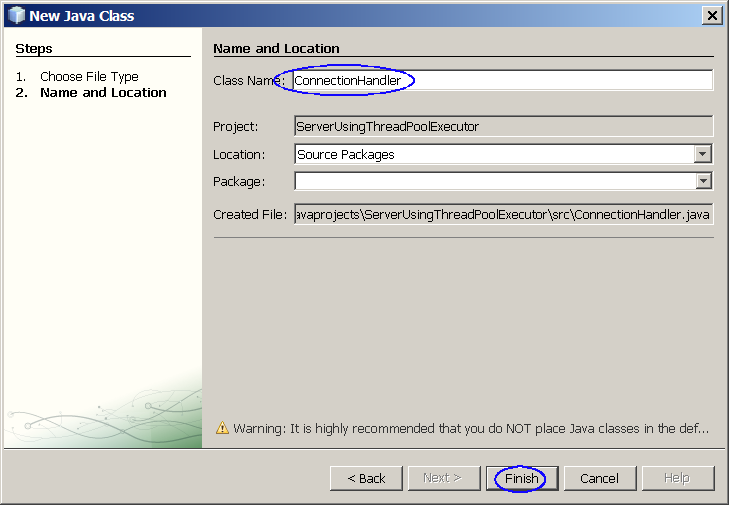 New Java Class
Steps
1. Choose File Type
2. Name and Location
Name and Location
Class Name: ConnectionHandler
Project: ServerUsingThreadPoolExecutor
Location: Source Packages
Package:
Created File: avaprojects\ServerUsingThreadPoolExecutor\src\ConnectionHandler.java
Warning: It is highly recommended that you do NOT place Java classes in the def...
< Back Next > Finish Cancel Help